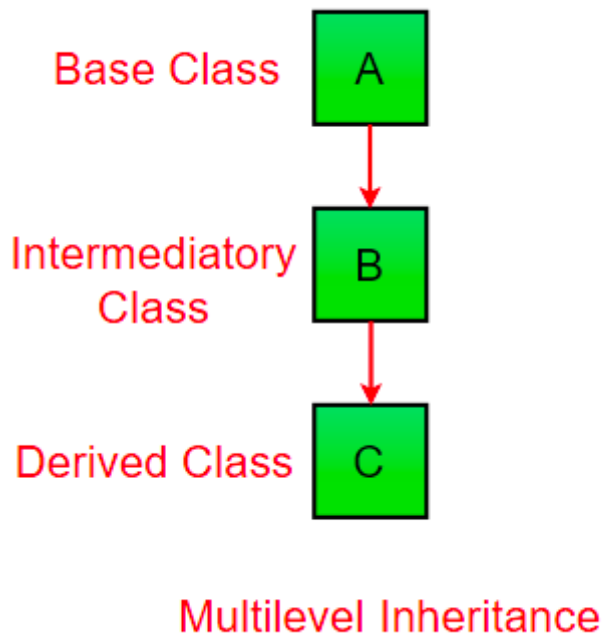 Base Class
A
Intermediatory
Class
B
Derived Class
C
Multilevel Inheritance